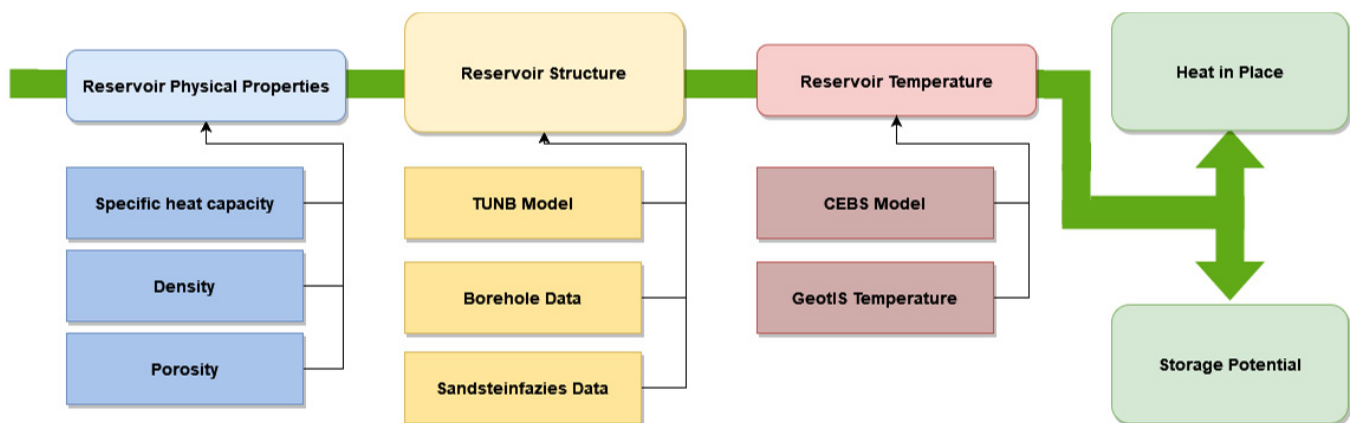 Reservoir Physical Properties
Specific heat capacity
Density
Porosity
Reservoir Structure
TUNB Model
Borehole Data
Sandsteinfazies Data
Reservoir Temperature
CEBS Model
GeotIS Temperature
Heat in Place
Storage Potential